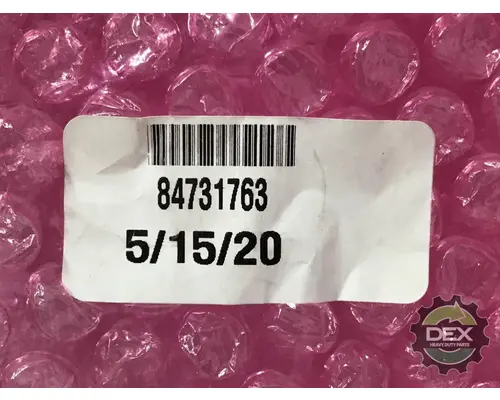 84731763
5/15/20
DEX
HEAVY DUTY PARTS